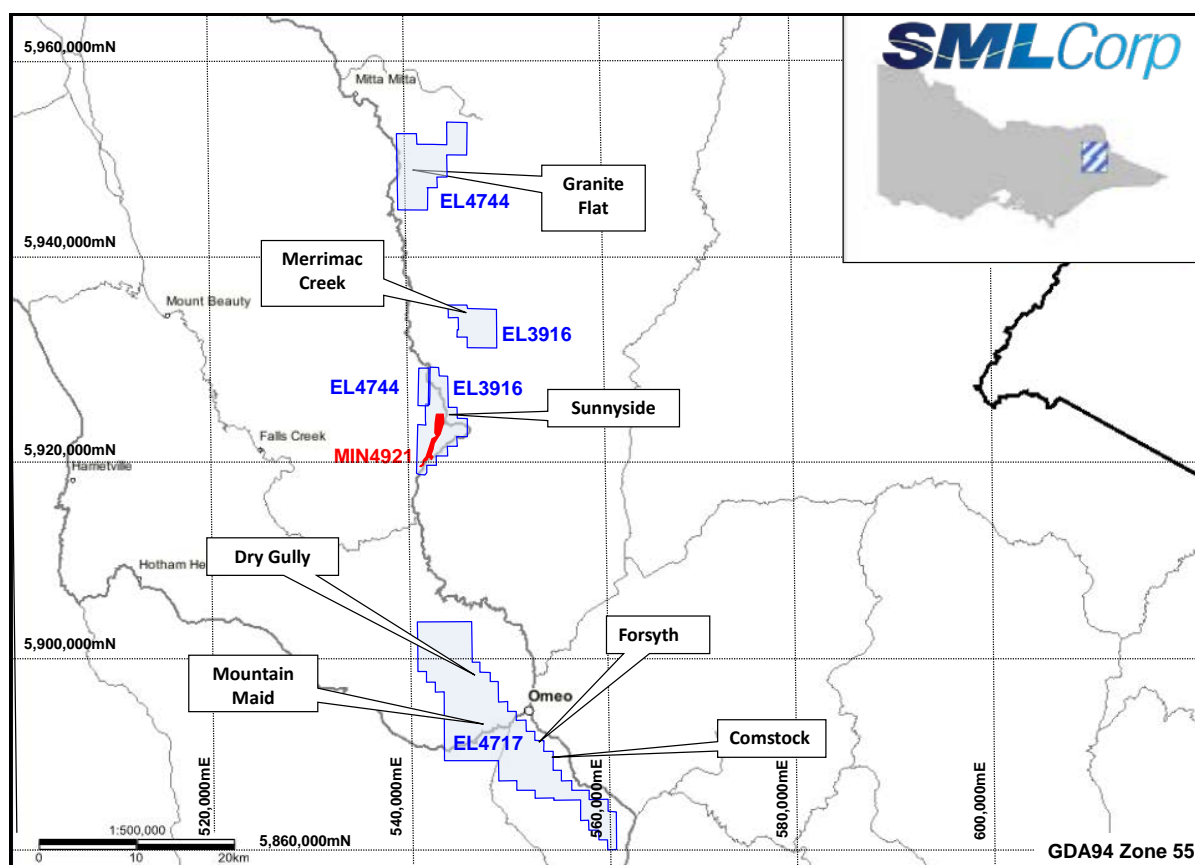 5,960,000mN
SMLCorp
Mitta Mitta
Granite
Flat
EL4744
5,940,000mN
Merrimac
Creek
Mount Beauty
EL3916
EL4744
EL3916
Sunnyside
Falls Creek
MIN4921
5,920,000mN
Harrietville
Dry Gully
Hotham He
Forsyth
5,900,000mN
Mountain
Maid
Omeo
EL4717
Comstock
520,000mE
540,000mE
560,000mE
580,000mE
600,000mE
1:500,000
0 10 20km
5,860,000mN
GDA94 Zone 55